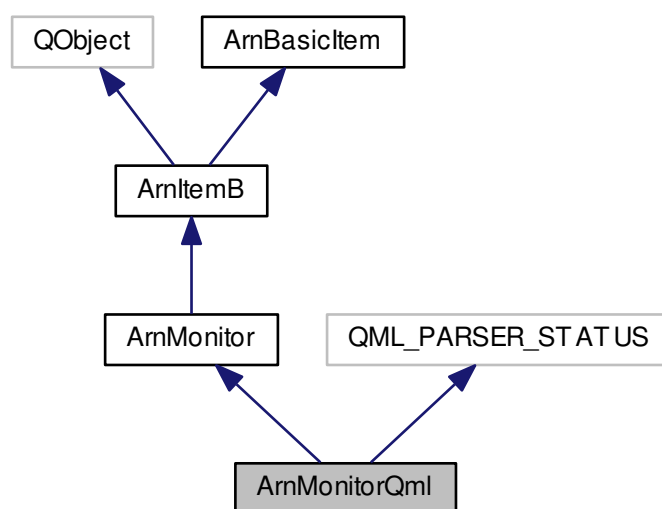 QObject
ArnBasicItem
ArnItemB
ArnMonitor
QML_PARSER_STATUS
ArnMonitorQml